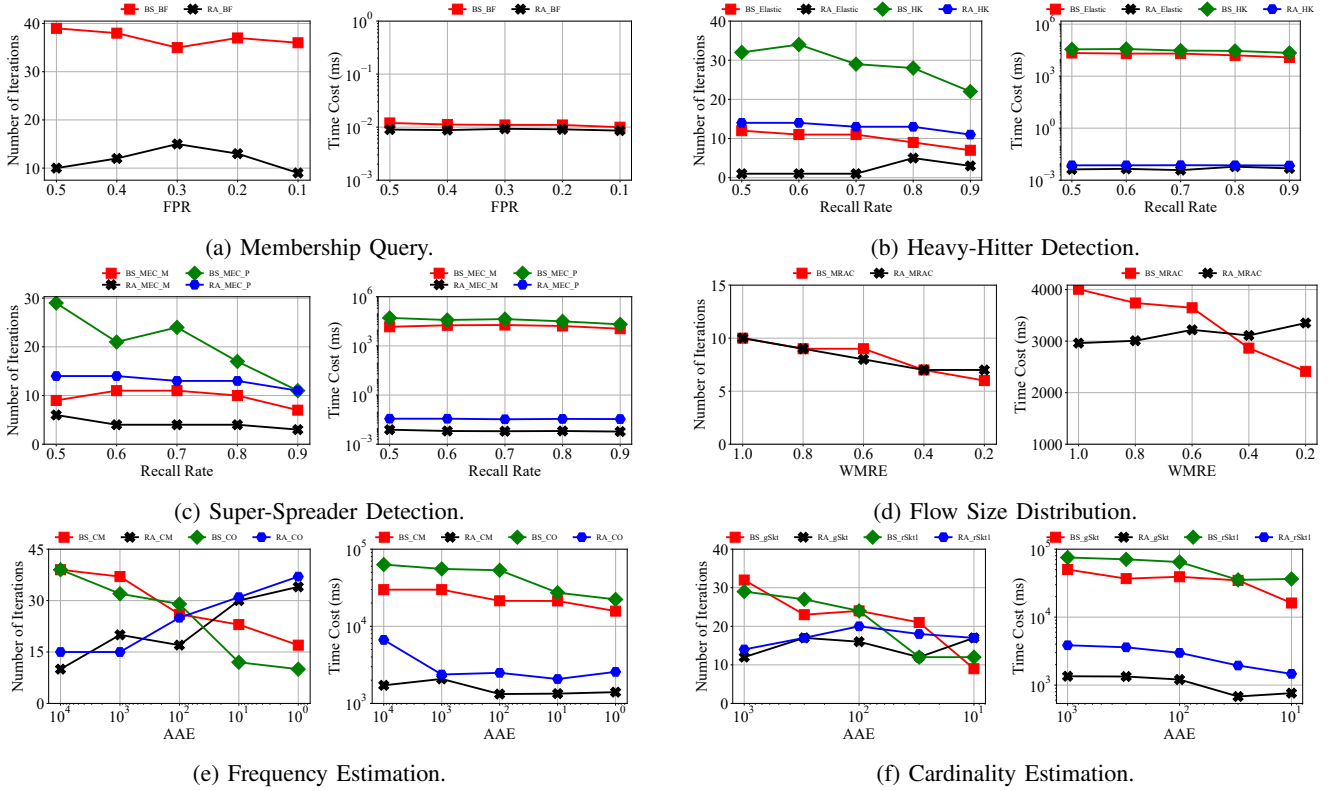 BS_BF RA_BF
Number of Iterations
40
30
20
10
0.5 0.4 0.3 0.2 0.1
FPR
BS_BF RA_BF
Time Cost (ms)
10^0
10^-1
10^-2
10^-3
0.5 0.4 0.3 0.2 0.1
FPR
(a) Membership Query.
BS_Elastic RA_Elastic BS_HK RA_HK
Number of Iterations
40
30
20
10
0
0.5 0.6 0.7 0.8 0.9
Recall Rate
BS_Elastic RA_Elastic BS_HK RA_HK
Time Cost (ms)
10^6
10^3
10^0
10^-3
0.5 0.6 0.7 0.8 0.9
Recall Rate
(b) Heavy-Hitter Detection.
BS_MEC_M BS_MEC_P
RA_MEC_M RA_MEC_P
Number of Iterations
30
20
10
0
0.5 0.6 0.7 0.8 0.9
Recall Rate
BS_MEC_M BS_MEC_P
RA_MEC_M RA_MEC_P
Time Cost (ms)
10^6
10^3
10^0
10^-3
0.5 0.6 0.7 0.8 0.9
Recall Rate
(c) Super-Spreader Detection.
BS_MRAC RA_MRAC
Number of Iterations
15
10
5
0
1.0 0.8 0.6 0.4 0.2
WMRE
BS_MRAC RA_MRAC
Time Cost (ms)
4000
3000
2000
1000
1.0 0.8 0.6 0.4 0.2
WMRE
(d) Flow Size Distribution.
BS_CM RA_CM BS_CO RA_CO
Number of Iterations
45
30
15
0
10^4 10^3 10^2 10^1 10^0
AAE
BS_CM RA_CM BS_CO RA_CO
Time Cost (ms)
10^5
10^4
10^3
10^4 10^3 10^2 10^1 10^0
AAE
(e) Frequency Estimation.
BS_gSkt RA_gSkt BS_rSkt1 RA_rSkt1
Number of Iterations
40
30
20
10
0
10^3 10^2 10^1
AAE
BS_gSkt RA_gSkt BS_rSkt1 RA_rSkt1
Time Cost (ms)
10^5
10^4
10^3
10^3 10^2 10^1
AAE
(f) Cardinality Estimation.